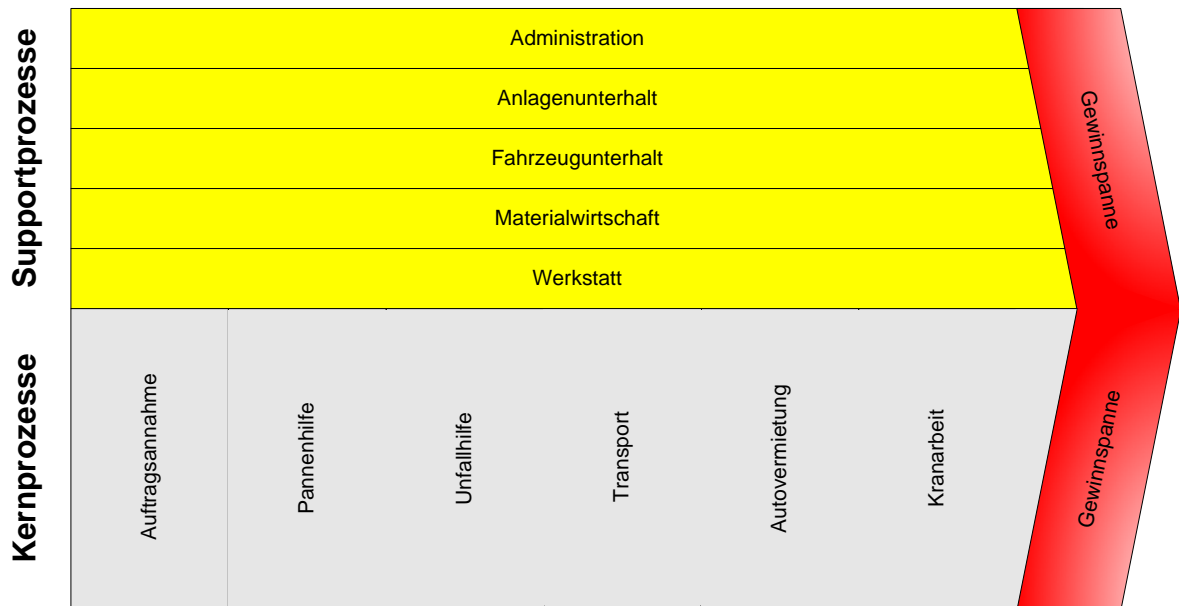 Supportprozesse
Administration
Anlagenunterhalt
Fahrzeugunterhalt
Materialwirtschaft
Werkstatt
Gewinnspanne
Kernprozesse
Auftragsannahme
Pannenhilfe
Unfallhilfe
Transport
Autovermietung
Kranarbeit
Gewinnspanne